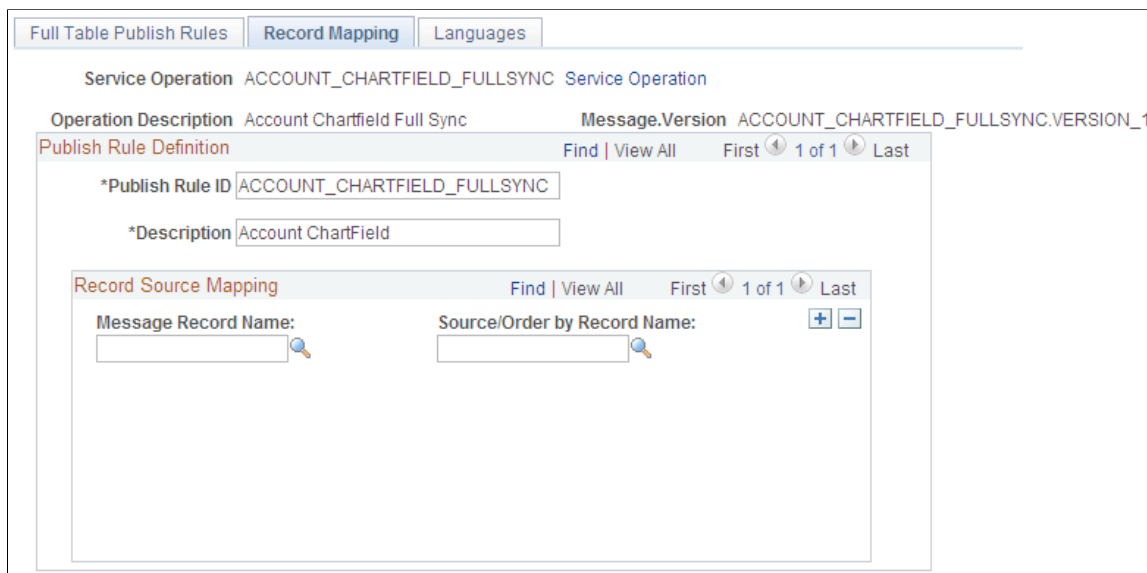 Full Table Publish Rules Record Mapping Languages
Service Operation ACCOUNT_CHARTFIELD_FULLSYNC Service Operation
Operation Description Account Chartfield Full Sync Message.Version ACCOUNT_CHARTFIELD_FULLSYNC.VERSION_1
Publish Rule Definition Find | View All First 1 of 1 Last
*Publish Rule ID ACCOUNT_CHARTFIELD_FULLSYNC
*Description Account ChartField
Record Source Mapping Find | View All First 1 of 1 Last
Message Record Name: Source/Order by Record Name: